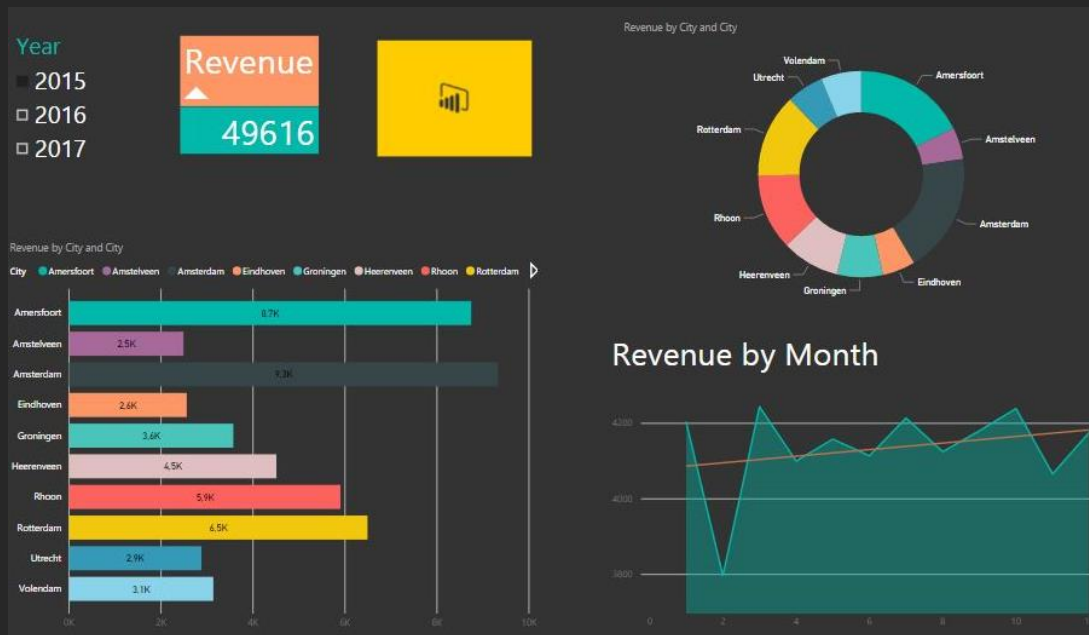 Year
2015
2016
2017
Revenue
49616
Revenue by City and City
Volendam
Utrecht
Amersfoort
Rotterdam
Amstelveen
Rhoon
Amsterdam
Heerenveen
Groningen
Eindhoven
Revenue by City and City
City Amersfoort Amstelveen Amsterdam Eindhoven Groningen Heerenveen Rhoon Rotterdam
Amersfoort 8,7K
Amstelveen 2,5K
Amsterdam 9,3K
Eindhoven 2,6K
Groningen 3,6K
Heerenveen 4,5K
Rhoon 5,9K
Rotterdam 6,5K
Utrecht 2,9K
Volendam 3,1K
0K 2K 4K 6K 8K 10K
Revenue by Month
4200
4000
3800
0 2 4 6 8 10